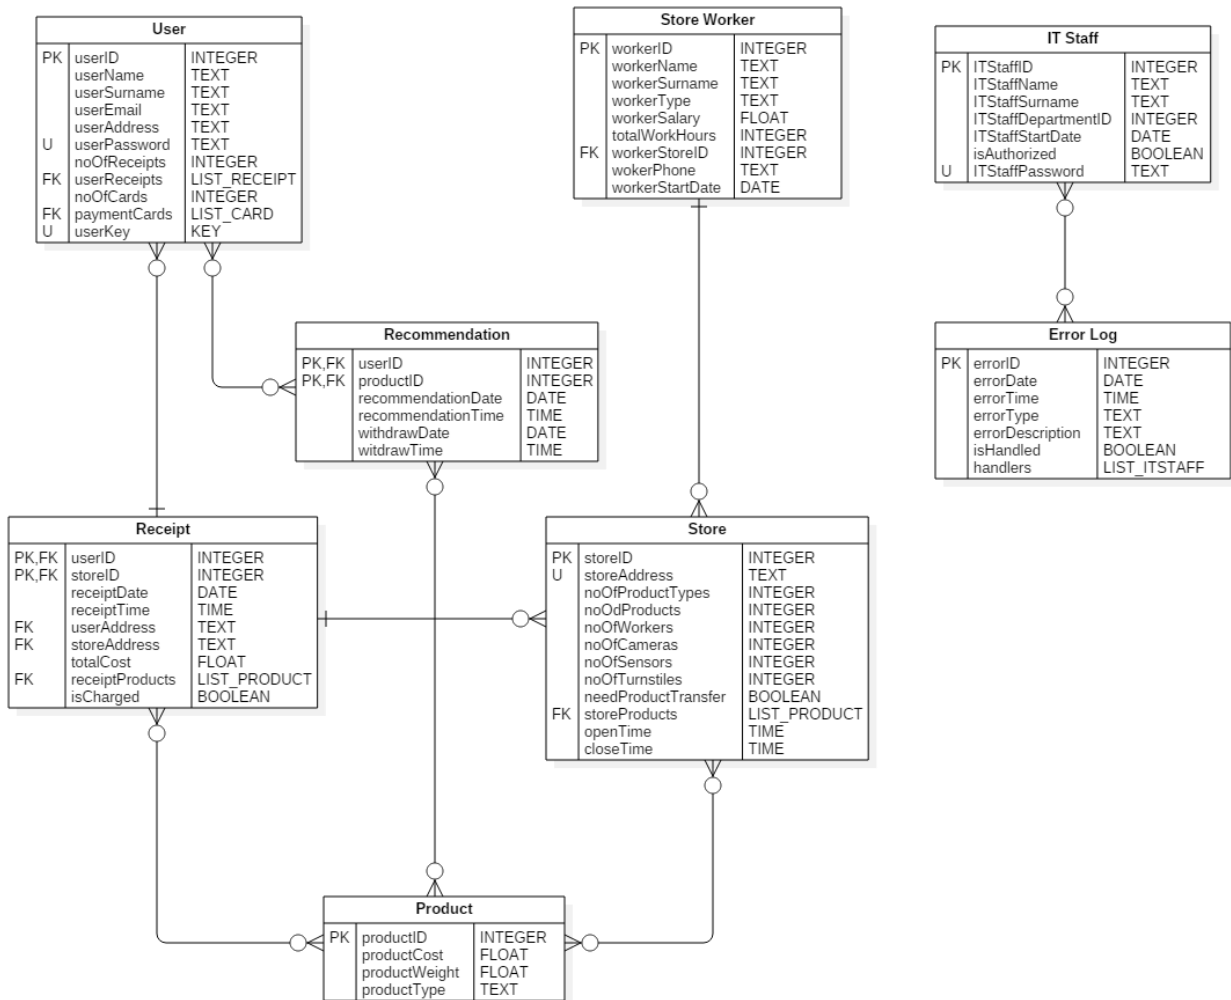 User
PK userID INTEGER
userName TEXT
userSurname TEXT
userEmail TEXT
userAddress TEXT
U userPassword TEXT
noOfReceipts INTEGER
FK userReceipts LIST_RECEIPT
noOfCards INTEGER
FK paymentCards LIST_CARD
U userKey KEY
Store Worker
PK workerID INTEGER
workerName TEXT
workerSurname TEXT
workerType TEXT
workerSalary FLOAT
totalWorkHours INTEGER
FK workerStoreID INTEGER
wokerPhone TEXT
workerStartDate DATE
IT Staff
PK ITStaffID INTEGER
ITStaffName TEXT
ITStaffSurname TEXT
ITStaffDepartmentID INTEGER
ITStaffStartDate DATE
isAuthorized BOOLEAN
U ITStaffPassword TEXT
Recommendation
PK,FK userID INTEGER
PK,FK productID INTEGER
recommendationDate DATE
recommendationTime TIME
withdrawDate DATE
witdrawTime TIME
Error Log
PK errorID INTEGER
errorDate DATE
errorTime TIME
errorType TEXT
errorDescription TEXT
isHandled BOOLEAN
handlers LIST_ITSTAFF
Receipt
PK,FK userID INTEGER
PK,FK storeID INTEGER
receiptDate DATE
receiptTime TIME
FK userAddress TEXT
FK storeAddress TEXT
totalCost FLOAT
FK receiptProducts LIST_PRODUCT
isCharged BOOLEAN
Store
PK storeID INTEGER
U storeAddress TEXT
noOfProductTypes INTEGER
noOdProducts INTEGER
noOfWorkers INTEGER
noOfCameras INTEGER
noOfSensors INTEGER
noOfTurnstiles INTEGER
needProductTransfer BOOLEAN
FK storeProducts LIST_PRODUCT
openTime TIME
closeTime TIME
Product
PK productID INTEGER
productCost FLOAT
productWeight FLOAT
productType TEXT